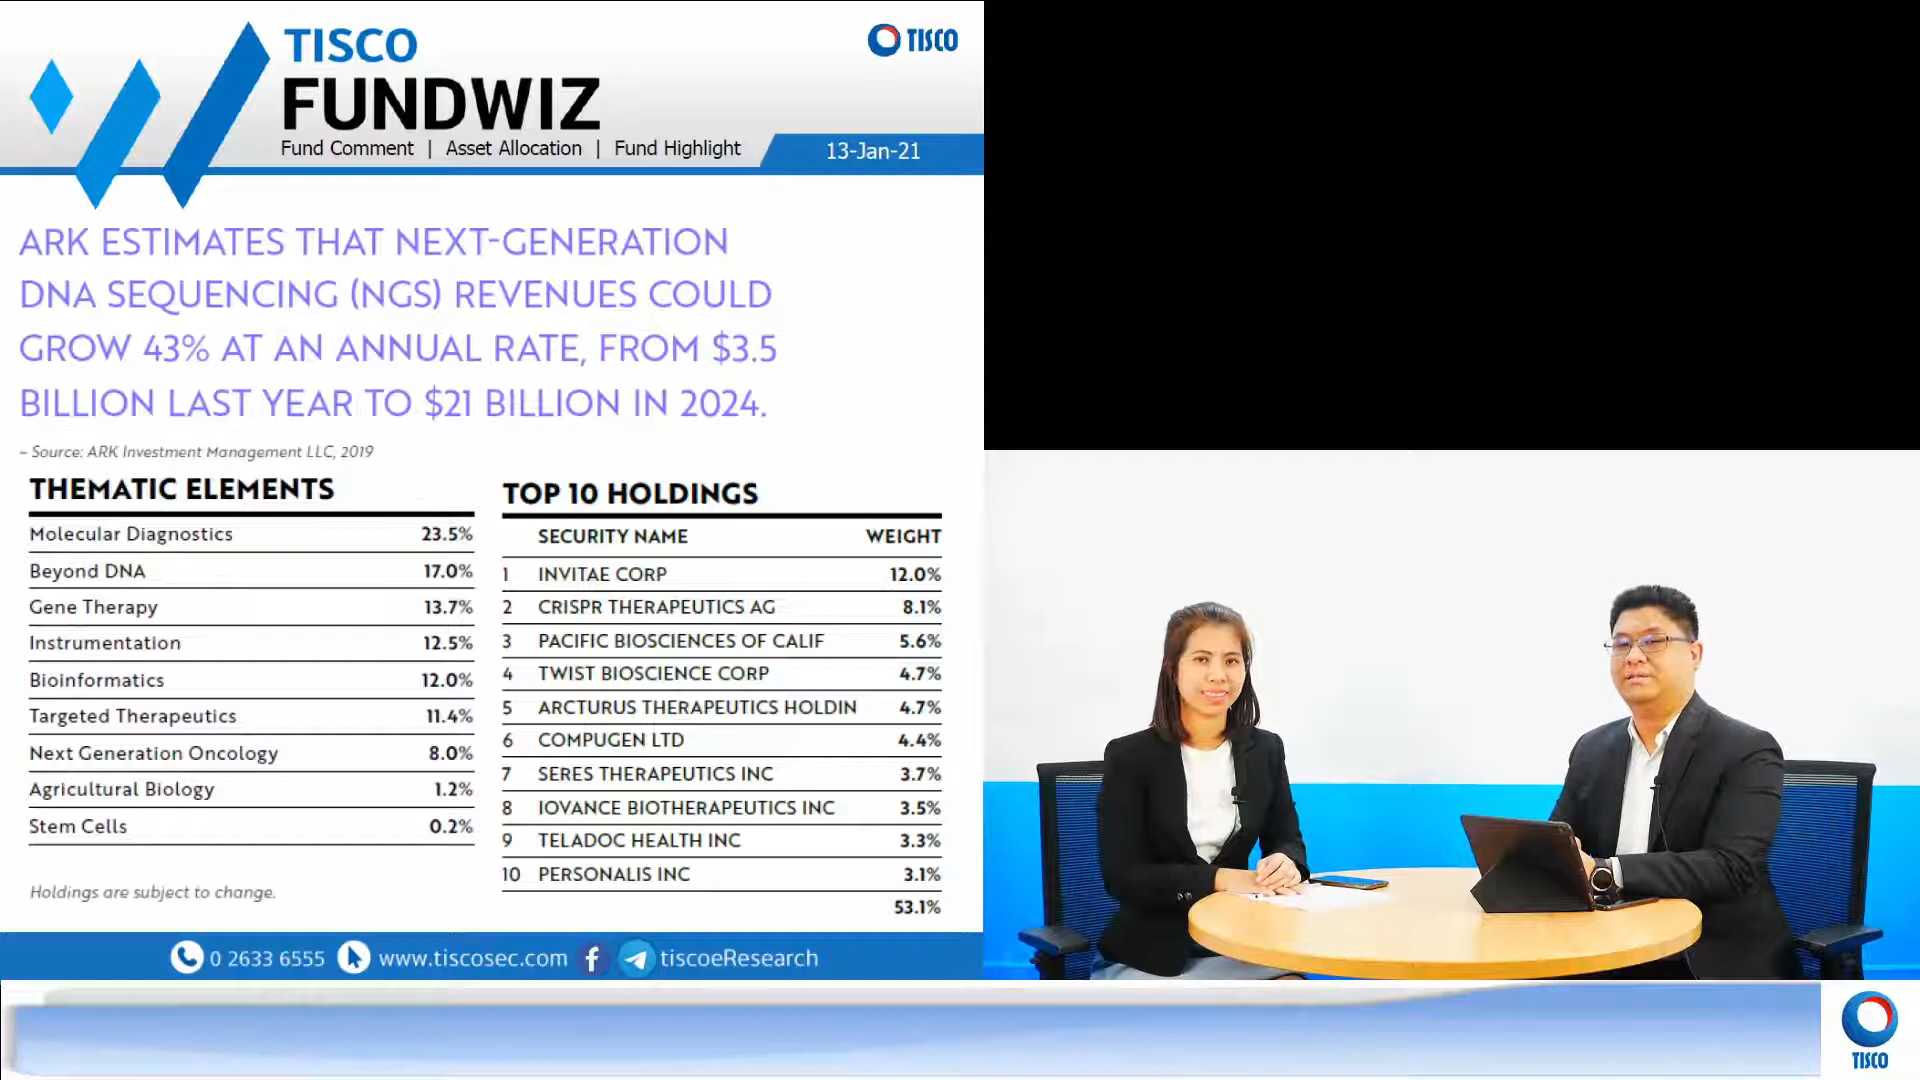 TISCO
FUNDWIZ
Fund Comment | Asset Allocation | Fund Highlight
TISCO
13-Jan-21
ARK ESTIMATES THAT NEXT-GENERATION
DNA SEQUENCING (NGS) REVENUES COULD
GROW 43% AT AN ANNUAL RATE, FROM $3.5
BILLION LAST YEAR TO $21 BILLION IN 2024.
– Source: ARK Investment Management LLC, 2019
THEMATIC ELEMENTS
Molecular Diagnostics 23.5%
Beyond DNA 17.0%
Gene Therapy 13.7%
Instrumentation 12.5%
Bioinformatics 12.0%
Targeted Therapeutics 11.4%
Next Generation Oncology 8.0%
Agricultural Biology 1.2%
Stem Cells 0.2%
Holdings are subject to change.
TOP 10 HOLDINGS
SECURITY NAME WEIGHT
1 INVITAE CORP 12.0%
2 CRISPR THERAPEUTICS AG 8.1%
3 PACIFIC BIOSCIENCES OF CALIF 5.6%
4 TWIST BIOSCIENCE CORP 4.7%
5 ARCTURUS THERAPEUTICS HOLDIN 4.7%
6 COMPUGEN LTD 4.4%
7 SERES THERAPEUTICS INC 3.7%
8 IOVANCE BIOTHERAPEUTICS INC 3.5%
9 TELADOC HEALTH INC 3.3%
10 PERSONALIS INC 3.1%
53.1%
0 2633 6555 www.tiscosec.com tiscoeResearch
TISCO